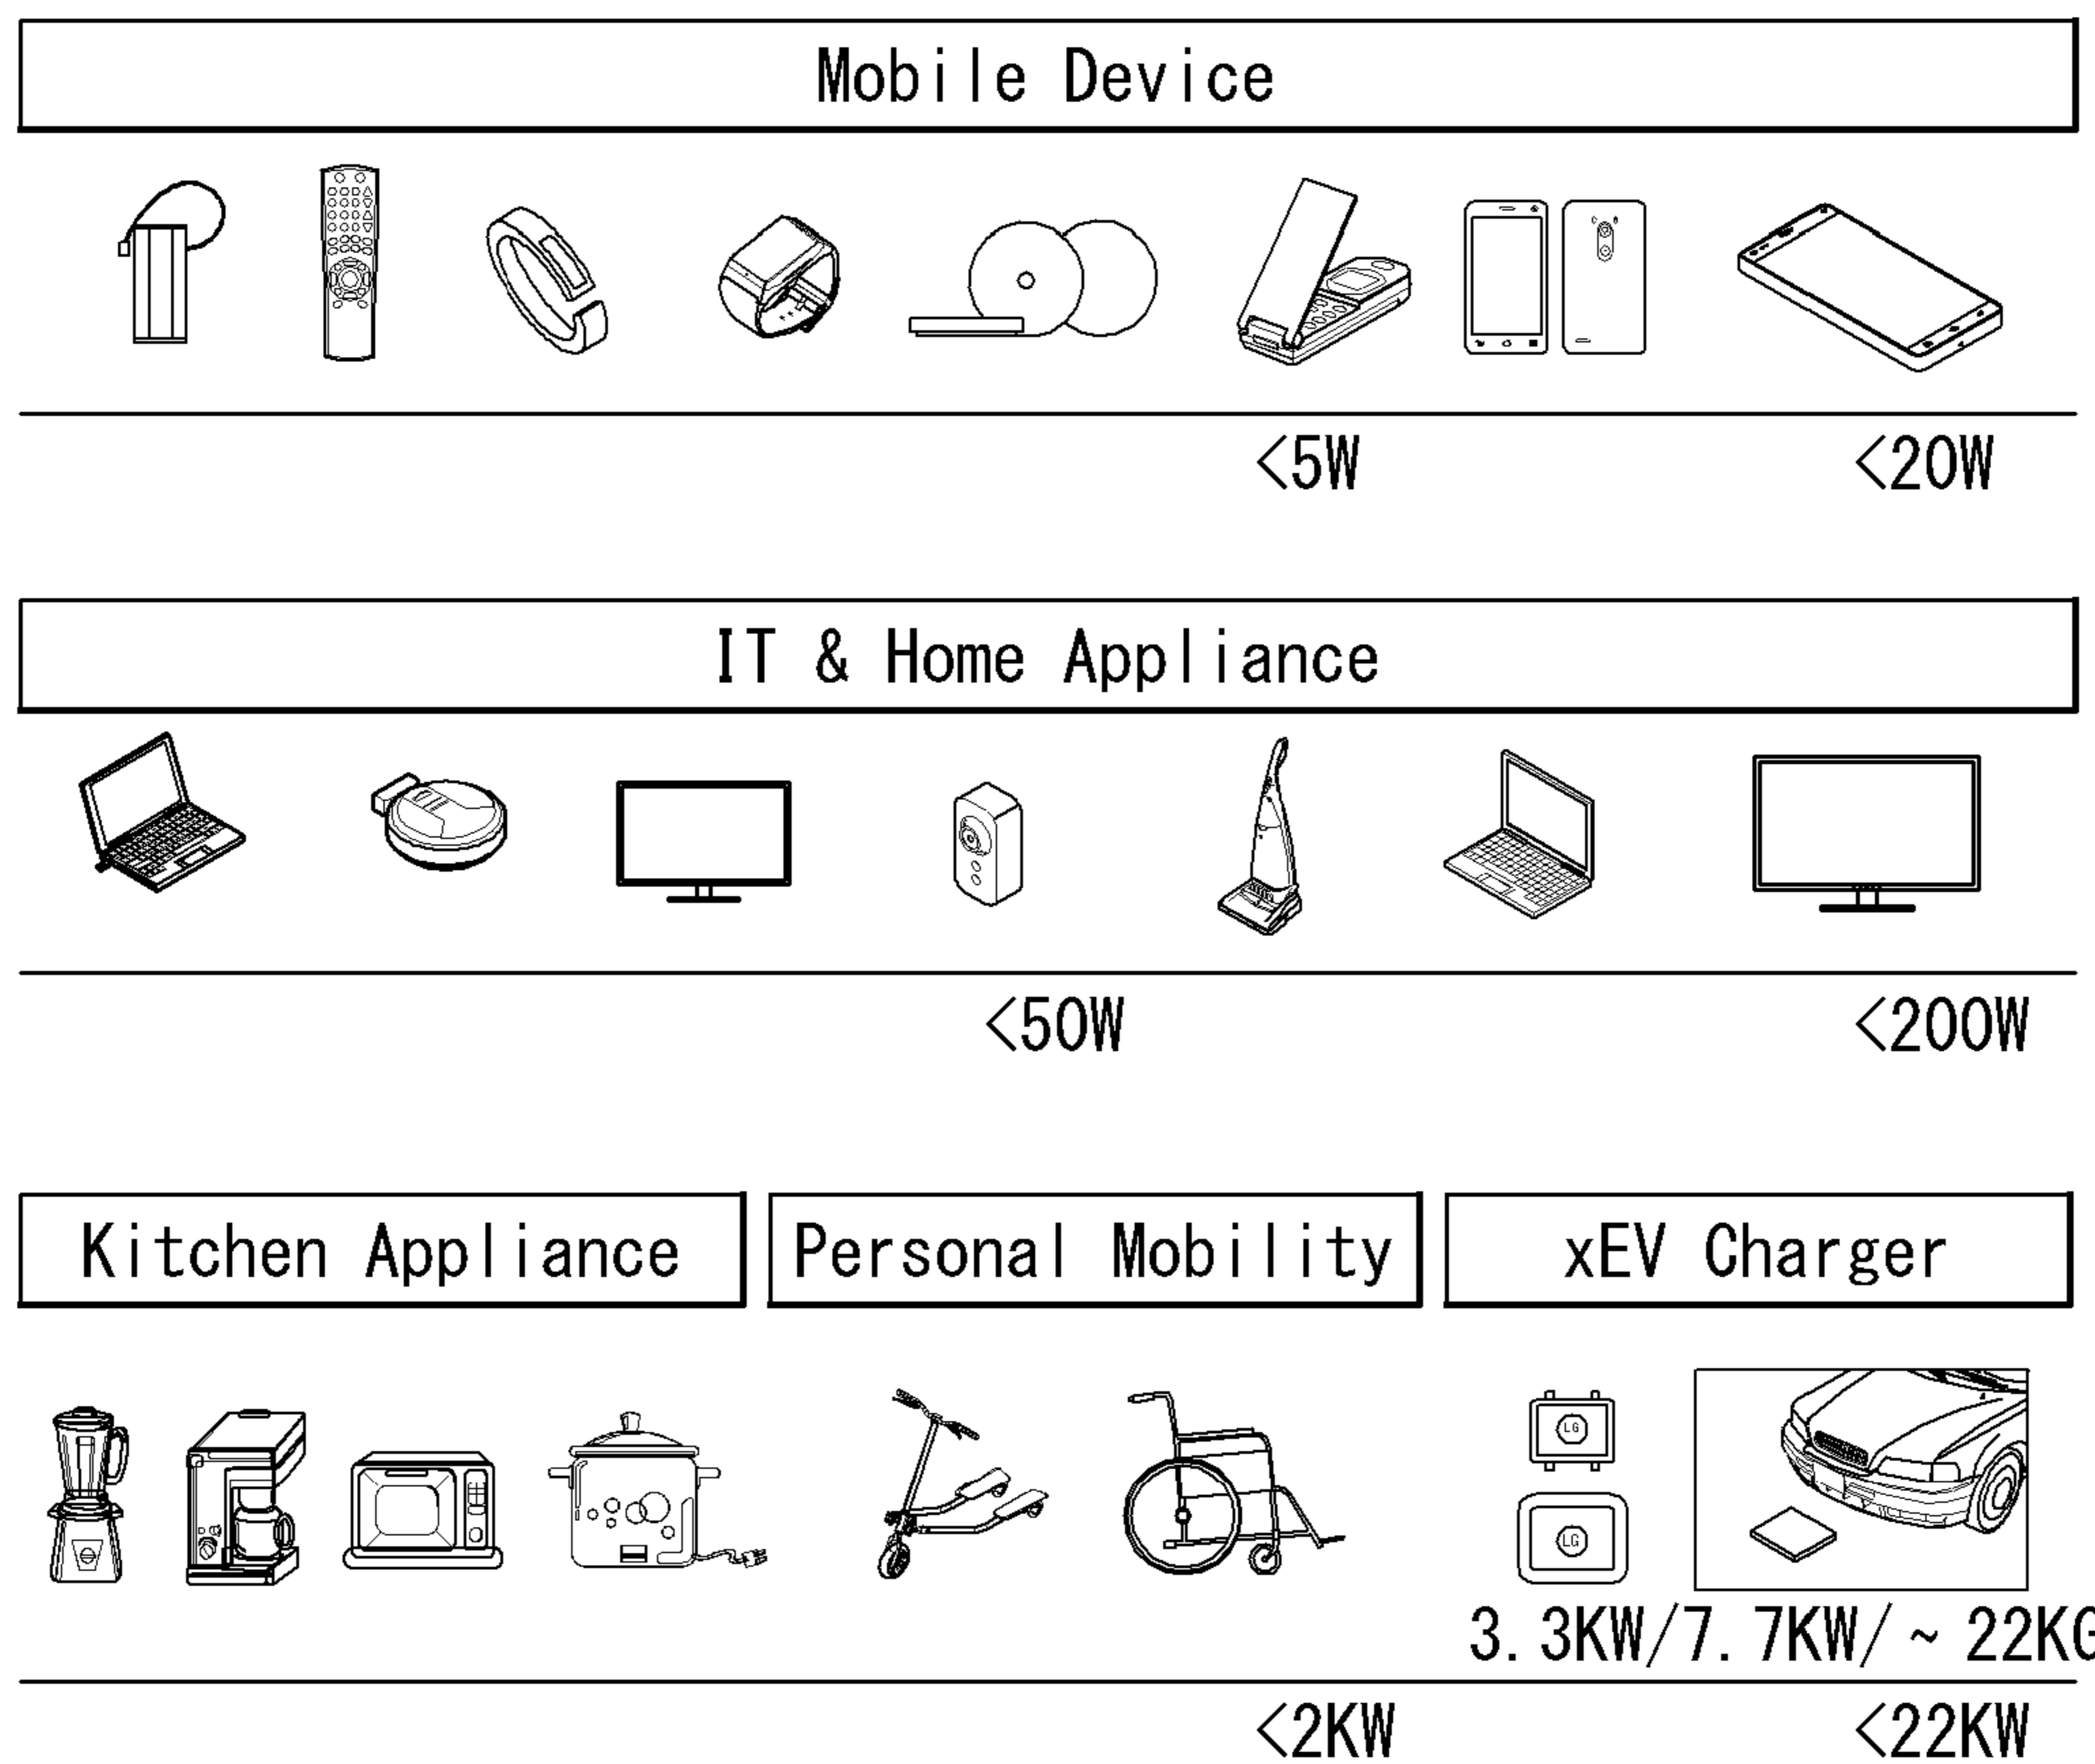 Mobile Device
<5W <20W
IT & Home Appliance
<50W <200W
Kitchen Appliance Personal Mobility xEV Charger
LG
LG
3.3KW/7.7KW/~22KG
<2KW <22KW